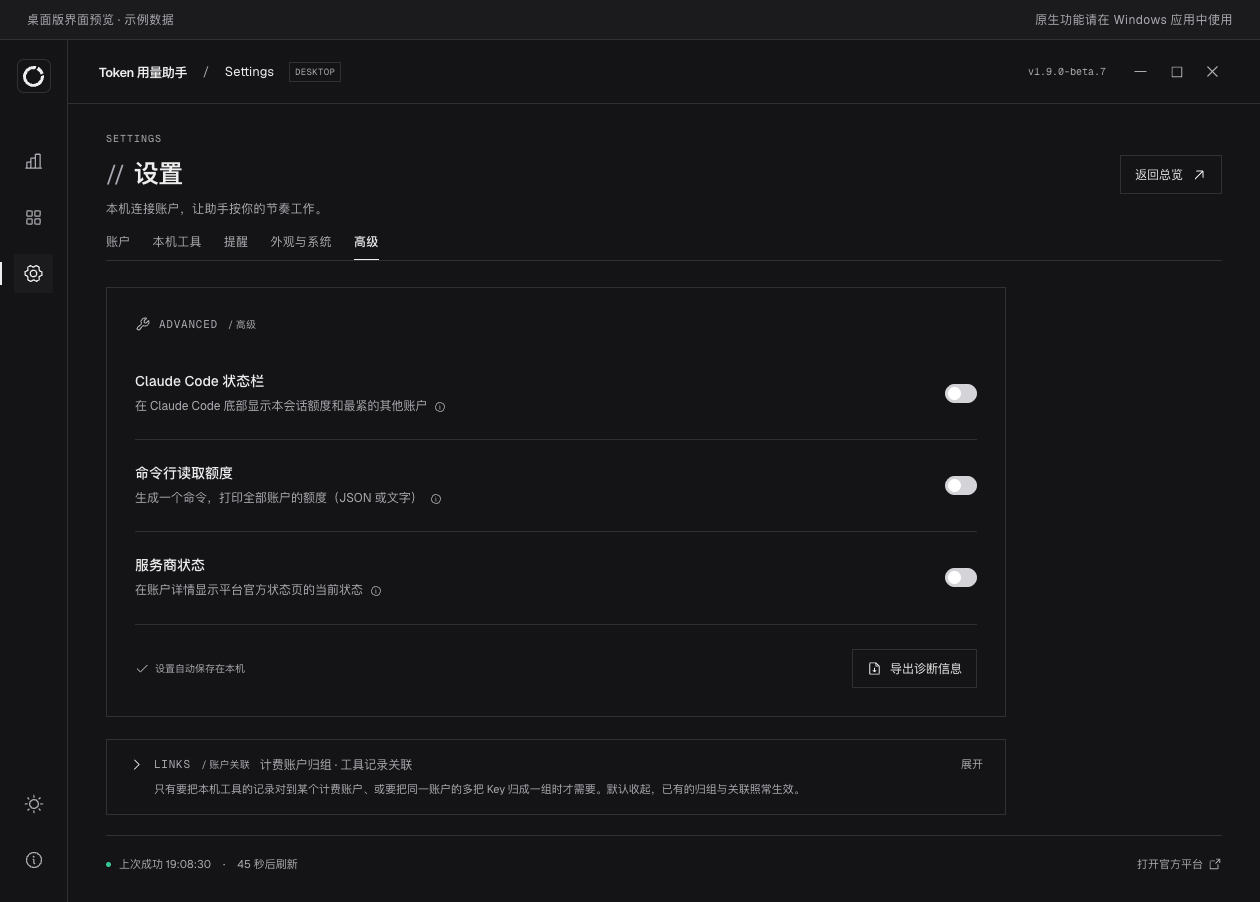 桌面版界面预览 · 示例数据
原生功能请在 Windows 应用中使用
Token 用量助手 / Settings DESKTOP
v1.9.0-beta.7
SETTINGS
// 设置
返回总览
本机连接账户，让助手按你的节奏工作。
账户 本机工具 提醒 外观与系统 高级
ADVANCED / 高级
Claude Code 状态栏
在 Claude Code 底部显示本会话额度和最紧的其他账户
命令行读取额度
生成一个命令，打印全部账户的额度（JSON 或文字）
服务商状态
在账户详情显示平台官方状态页的当前状态
设置自动保存在本机
导出诊断信息
LINKS / 账户关联 计费账户归组 · 工具记录关联
展开
只有要把本机工具的记录对到某个计费账户、或要把同一账户的多把 Key 归成一组时才需要。默认收起，已有的归组与关联照常生效。
上次成功 19:08:30 · 45 秒后刷新
打开官方平台